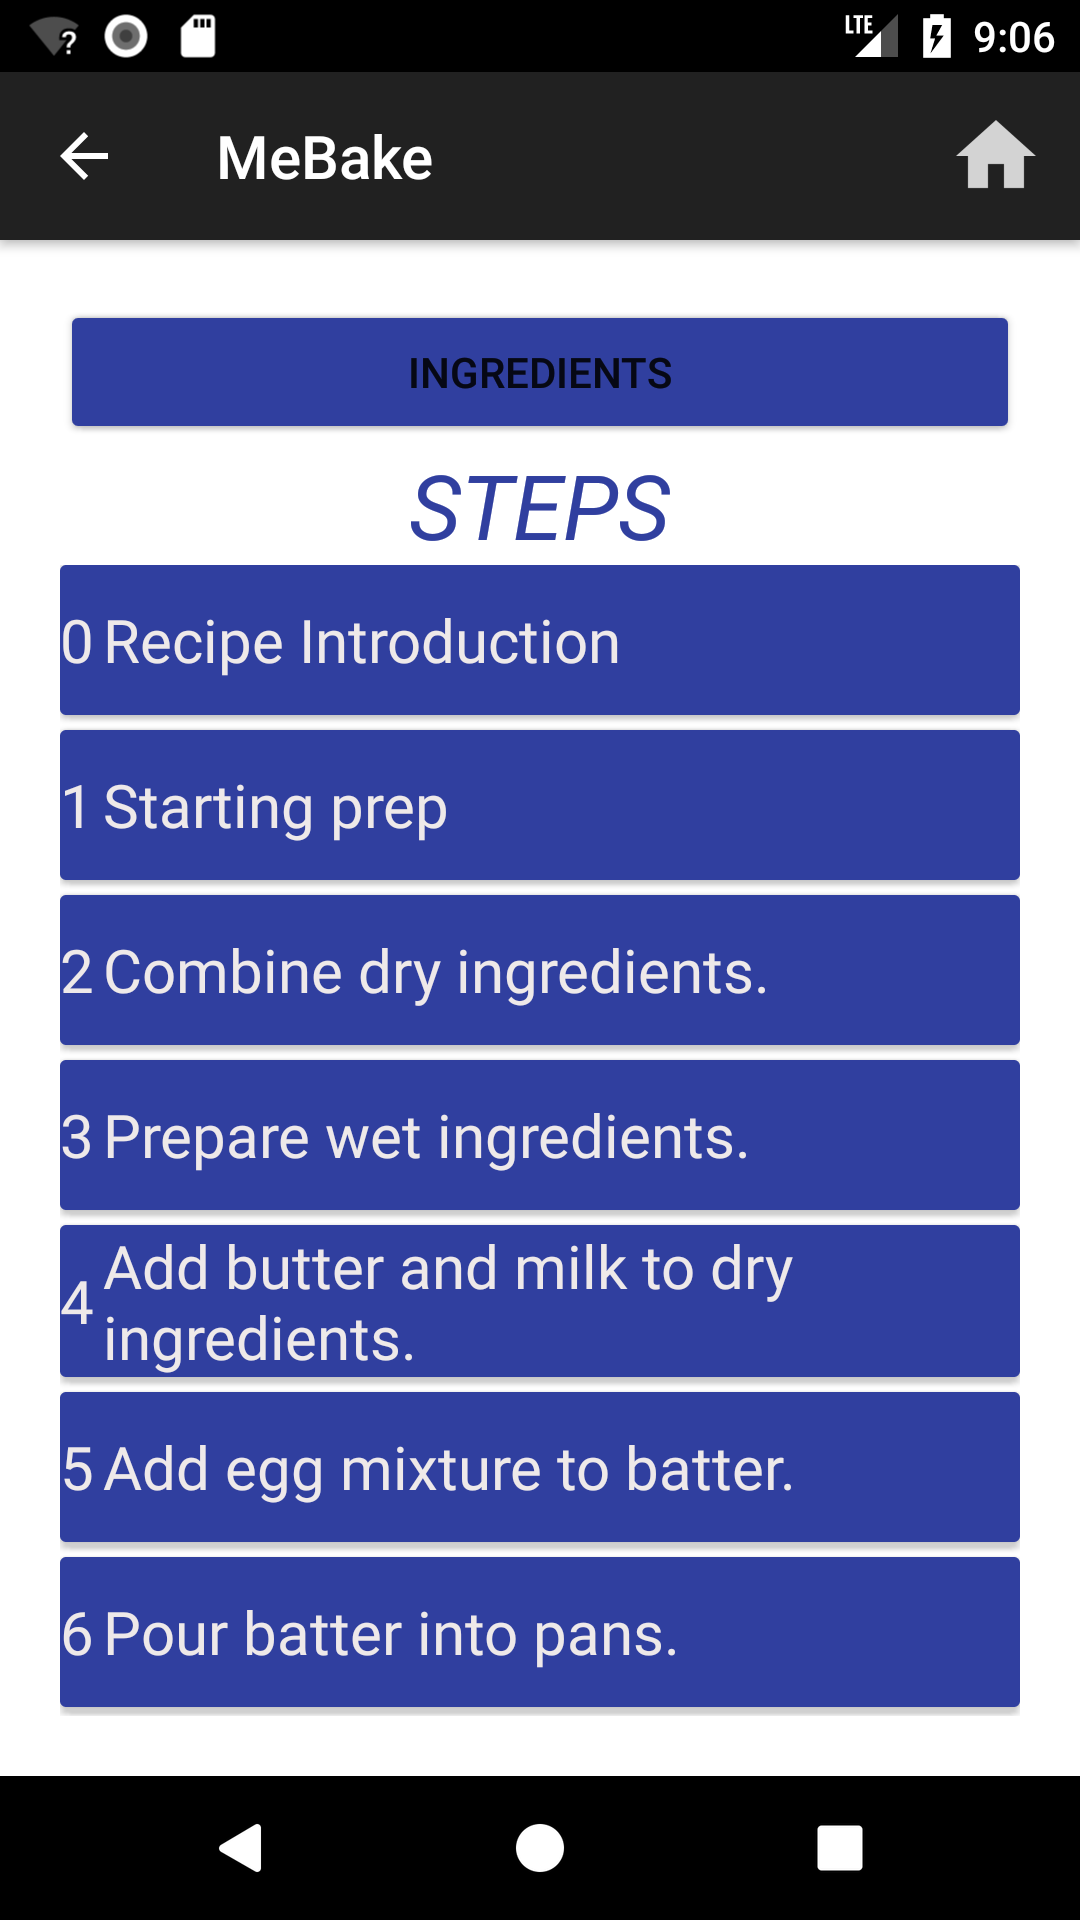 LTE 9:06
MeBake
INGREDIENTS
STEPS
0 Recipe Introduction
1 Starting prep
2 Combine dry ingredients.
3 Prepare wet ingredients.
4 Add butter and milk to dry
ingredients.
5 Add egg mixture to batter.
6 Pour batter into pans.